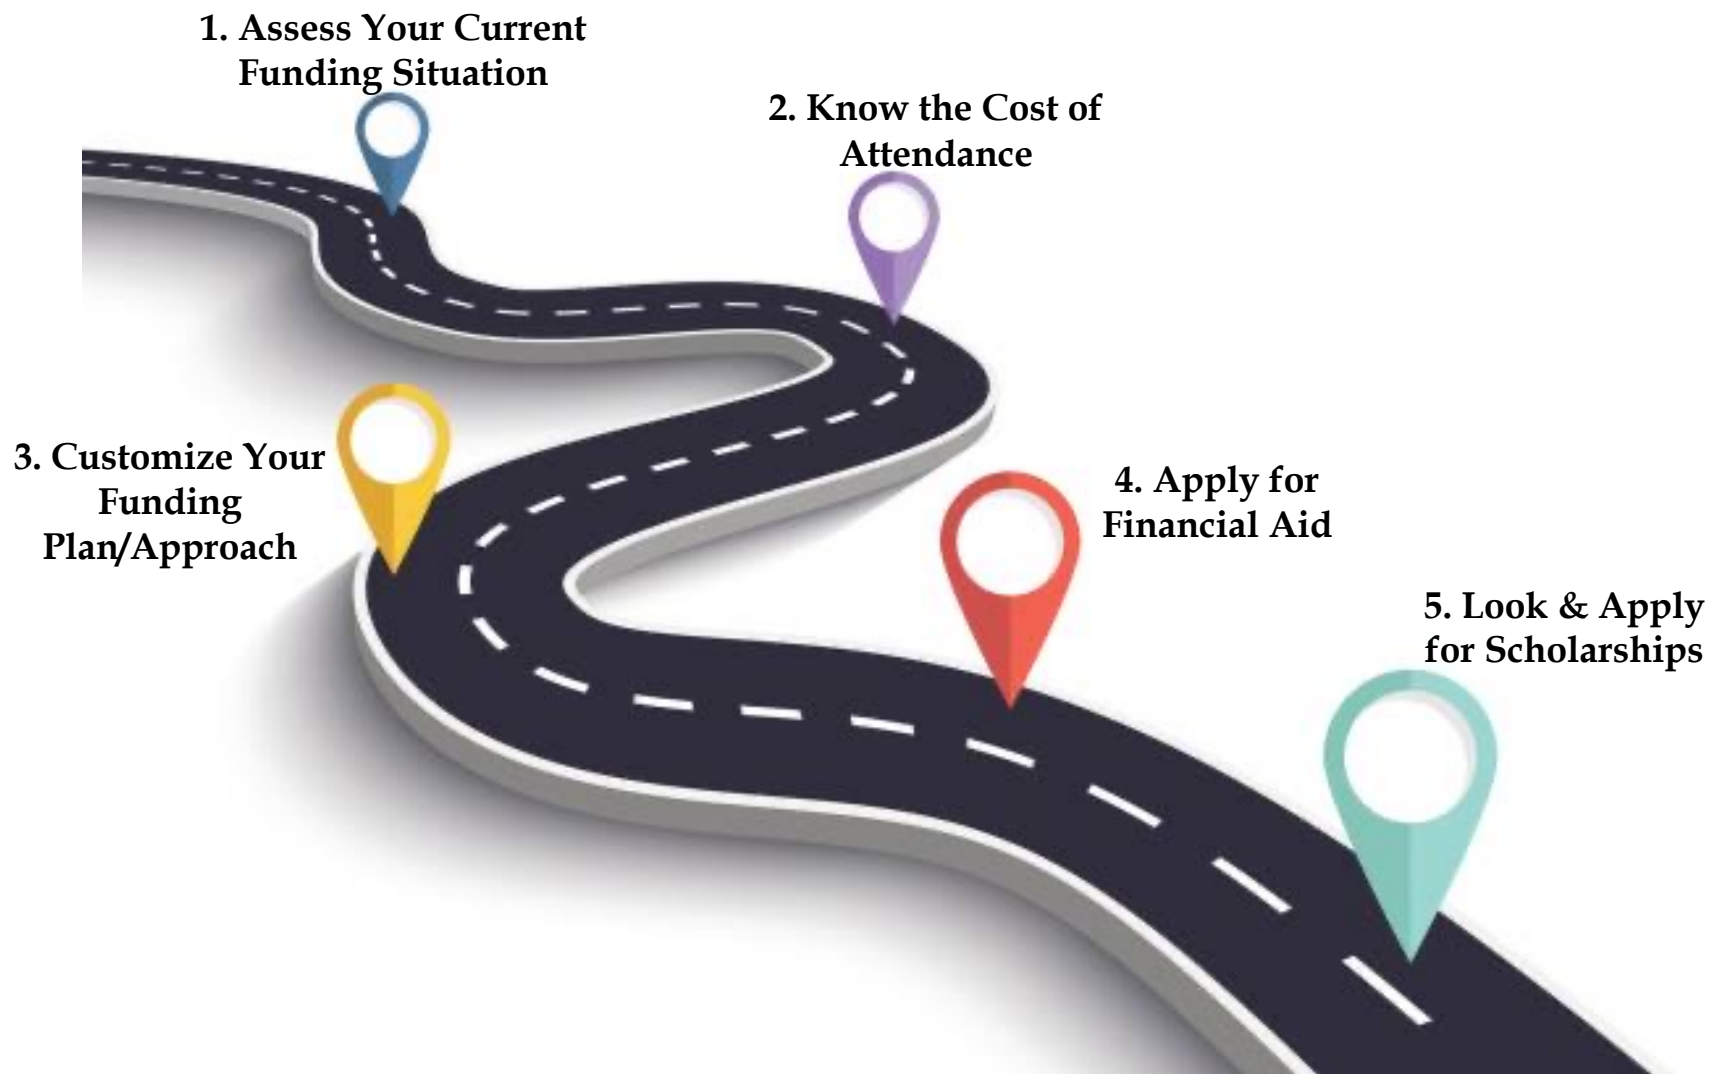 1. Assess Your Current
Funding Situation
2. Know the Cost of
Attendance
3. Customize Your
Funding
Plan/Approach
4. Apply for
Financial Aid
5. Look & Apply
for Scholarships